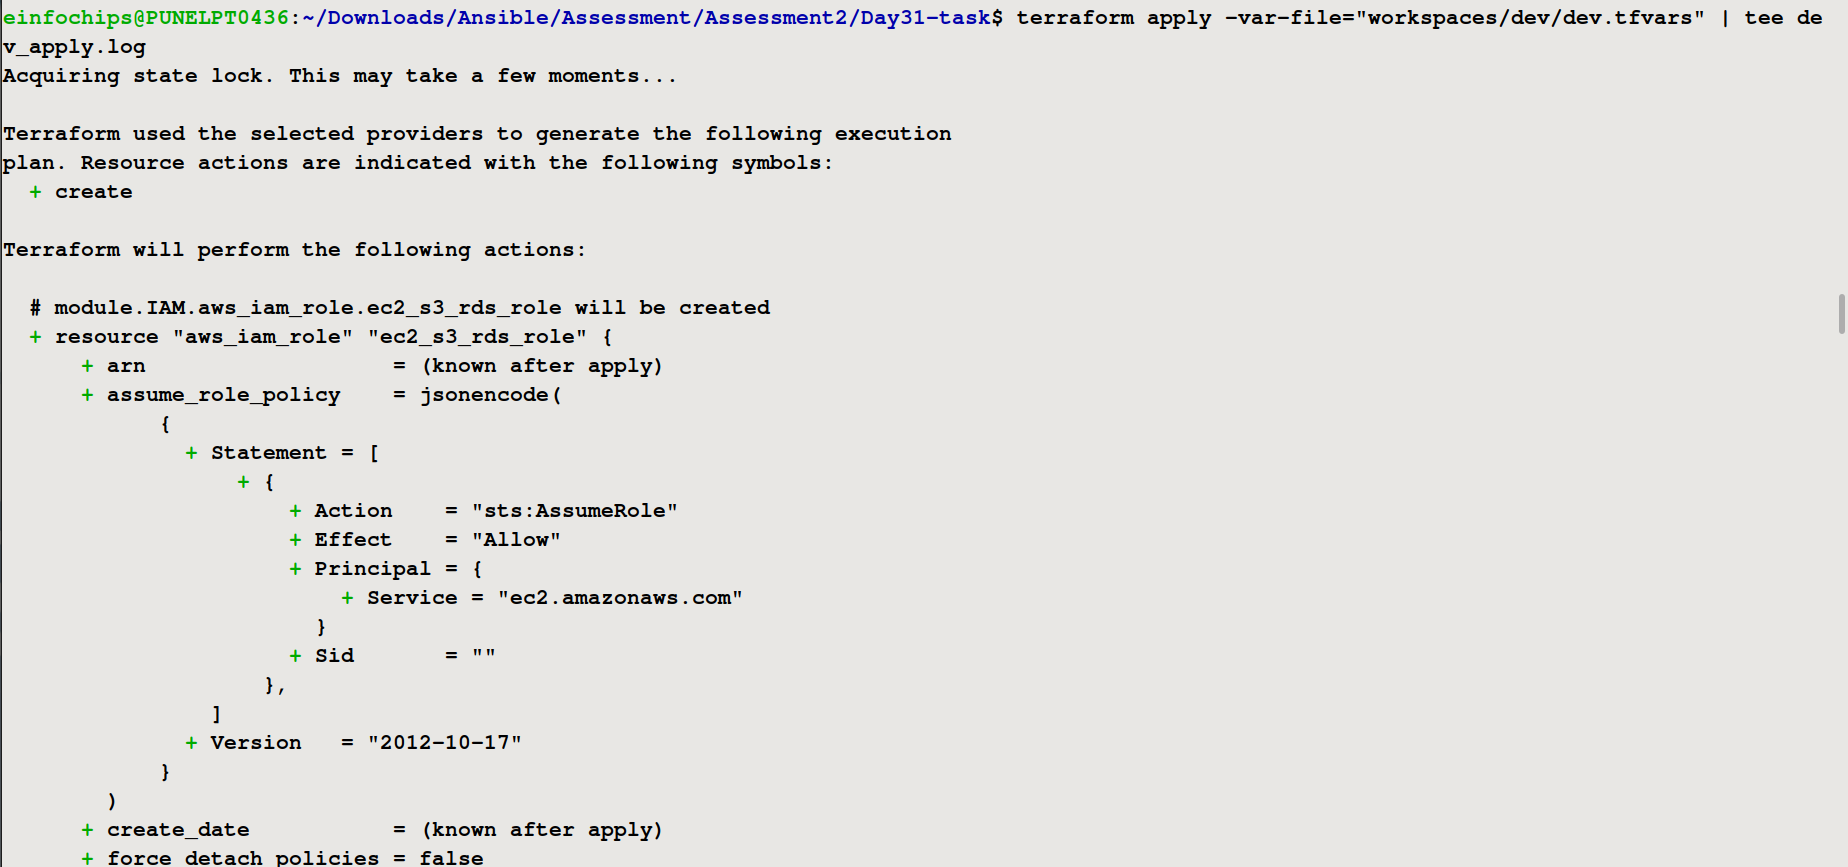 einfochips@PUNELPT0436:~/Downloads/Ansible/Assessment/Assessment2/Day31-task$ terraform apply -var-file="workspaces/dev/dev.tfvars" | tee de
v_apply.log
Acquiring state lock. This may take a few moments...

Terraform used the selected providers to generate the following execution
plan. Resource actions are indicated with the following symbols:
  + create

Terraform will perform the following actions:

  # module.IAM.aws_iam_role.ec2_s3_rds_role will be created
  + resource "aws_iam_role" "ec2_s3_rds_role" {
      + arn                   = (known after apply)
      + assume_role_policy    = jsonencode(
            {
              + Statement = [
                  + {
                      + Action    = "sts:AssumeRole"
                      + Effect    = "Allow"
                      + Principal = {
                          + Service = "ec2.amazonaws.com"
                        }
                      + Sid       = ""
                    },
                ]
              + Version   = "2012-10-17"
            }
        )
      + create_date           = (known after apply)
      + force_detach_policies = false